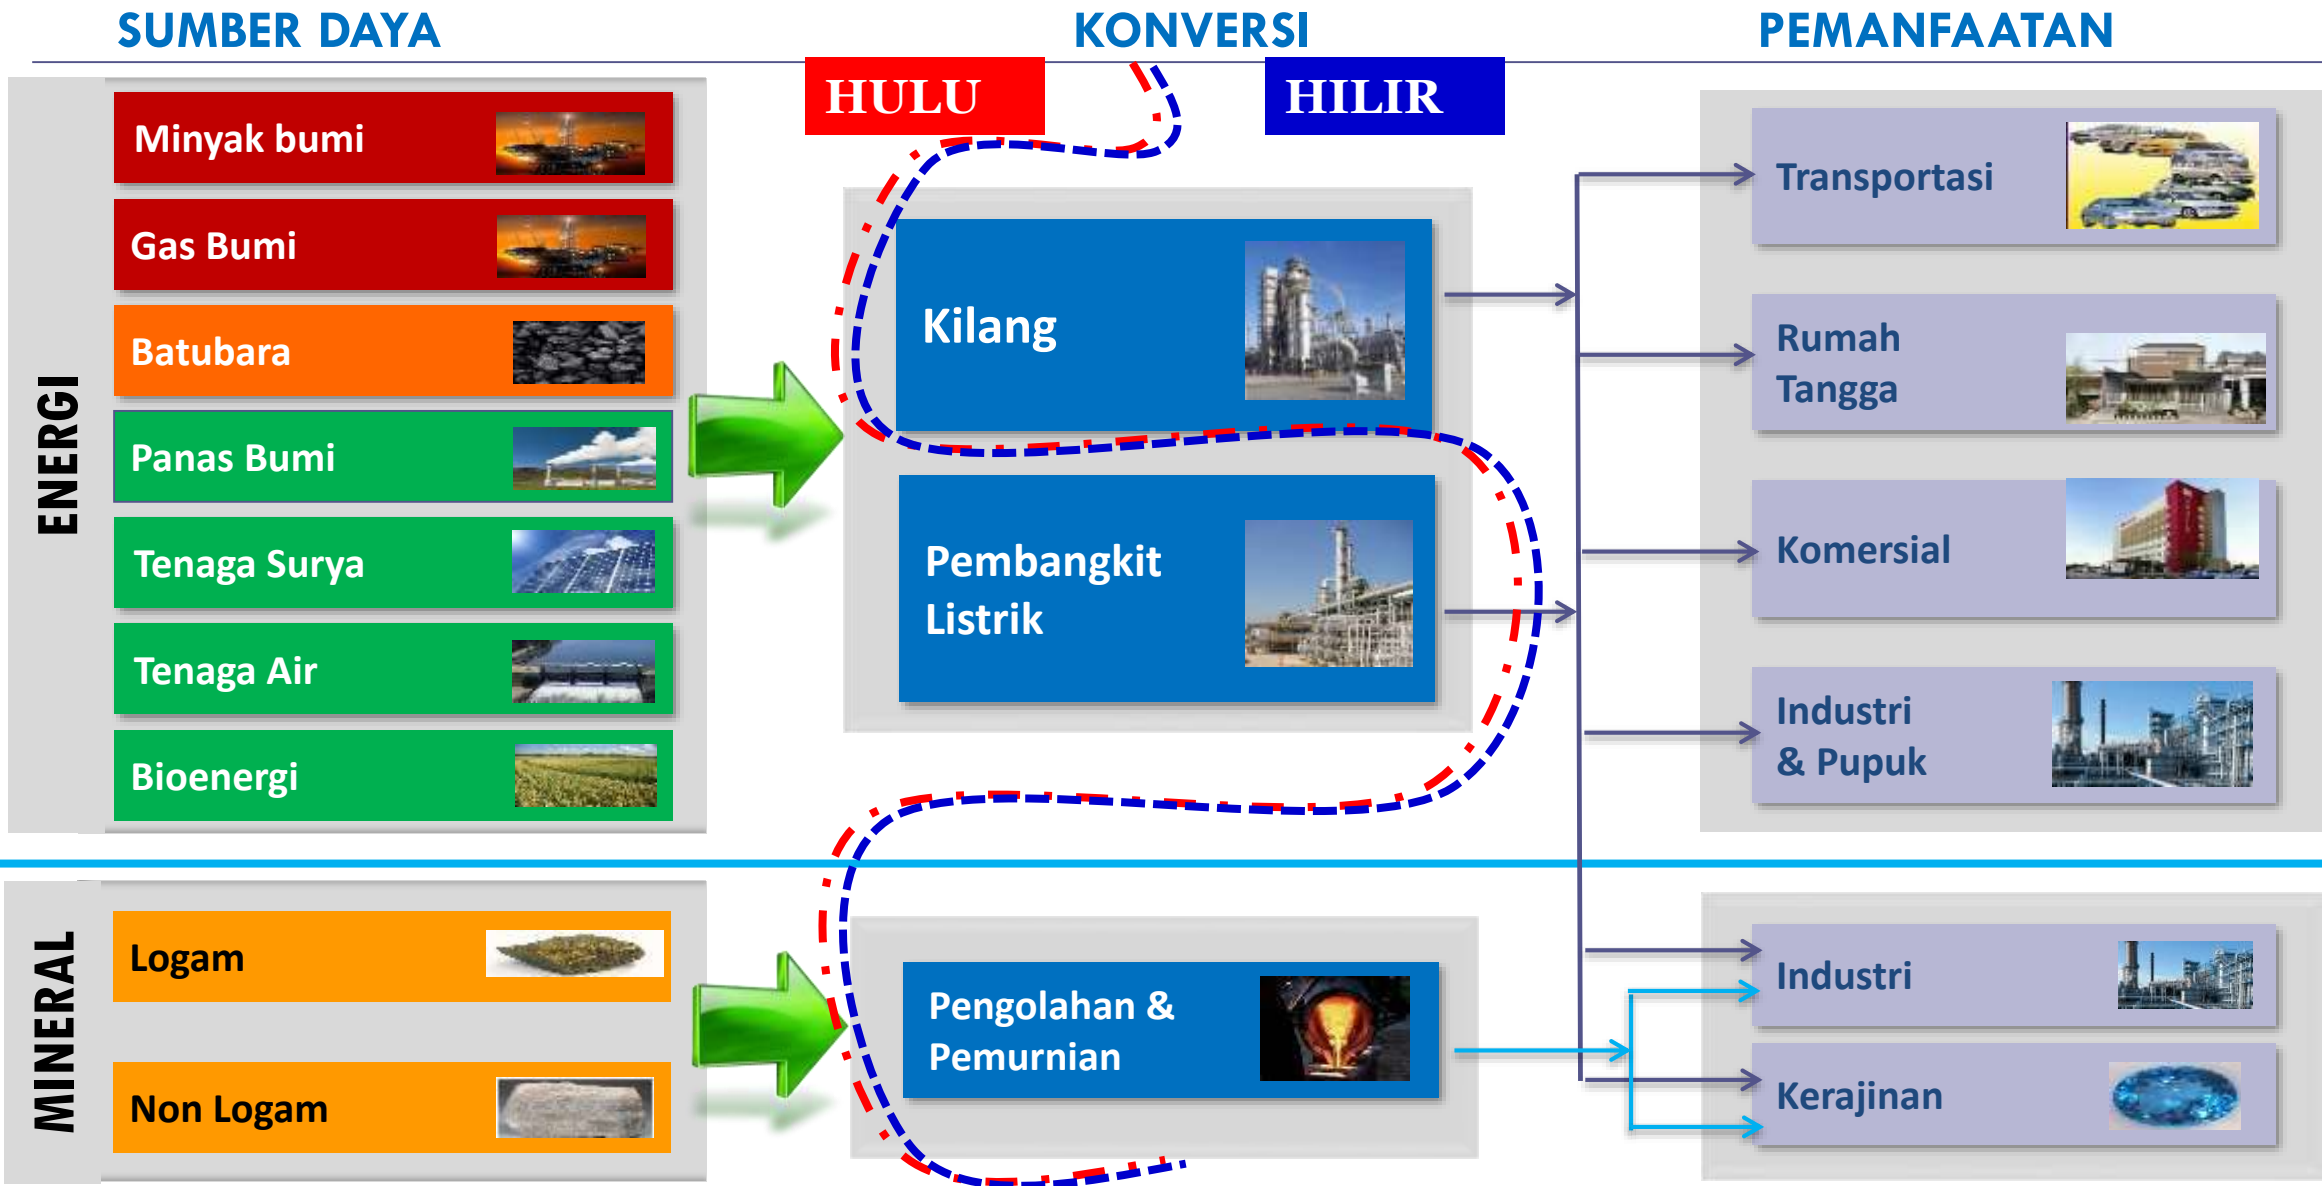 SUMBER DAYA
KONVERSI
PEMANFAATAN
HULU
HILIR
ENERGI
Minyak bumi
Gas Bumi
Batubara
Panas Bumi
Tenaga Surya
Tenaga Air
Bioenergi
Kilang
Pembangkit
Listrik
Transportasi
Rumah
Tangga
Komersial
Industri
& Pupuk
MINERAL
Logam
Non Logam
Pengolahan &
Pemurnian
Industri
Kerajinan